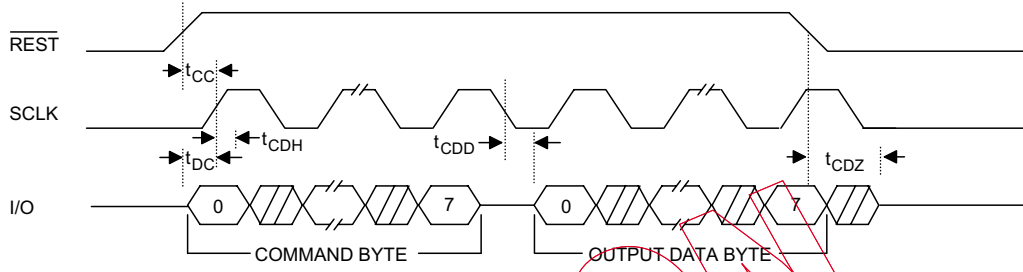 REST
tCC
SCLK
tCDH
tCDD
tDC
tCDZ
I/O
0
7
0
7
COMMAND BYTE
OUTPUT DATA BYTE